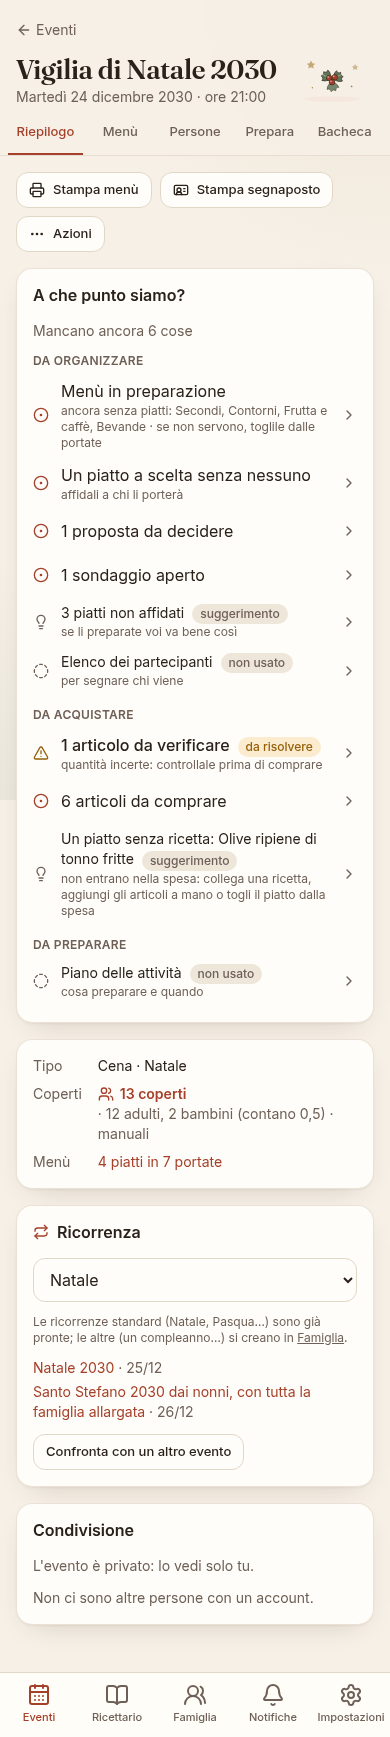 Eventi
Vigilia di Natale 2030
Martedì 24 dicembre 2030 · ore 21:00
Riepilogo Menù Persone Prepara Bacheca
Stampa menù Stampa segnaposto
Azioni
A che punto siamo?
Mancano ancora 6 cose
DA ORGANIZZARE
Menù in preparazione
ancora senza piatti: Secondi, Contorni, Frutta e
caffè, Bevande · se non servono, toglile dalle
portate
Un piatto a scelta senza nessuno
affidali a chi li porterà
1 proposta da decidere
1 sondaggio aperto
3 piatti non affidati suggerimento
se li preparate voi va bene così
Elenco dei partecipanti non usato
per segnare chi viene
DA ACQUISTARE
1 articolo da verificare da risolvere
quantità incerte: controllale prima di comprare
6 articoli da comprare
Un piatto senza ricetta: Olive ripiene di
tonno fritte suggerimento
non entrano nella spesa: collega una ricetta,
aggiungi gli articoli a mano o togli il piatto dalla
spesa
DA PREPARARE
Piano delle attività non usato
cosa preparare e quando
Tipo Cena · Natale
Coperti 13 coperti
· 12 adulti, 2 bambini (contano 0,5) ·
manuali
Menù 4 piatti in 7 portate
Ricorrenza
Natale
Le ricorrenze standard (Natale, Pasqua…) sono già
pronte; le altre (un compleanno…) si creano in Famiglia.
Natale 2030 · 25/12
Santo Stefano 2030 dai nonni, con tutta la
famiglia allargata · 26/12
Confronta con un altro evento
Condivisione
L'evento è privato: lo vedi solo tu.
Non ci sono altre persone con un account.
Eventi Ricettario Famiglia Notifiche Impostazioni